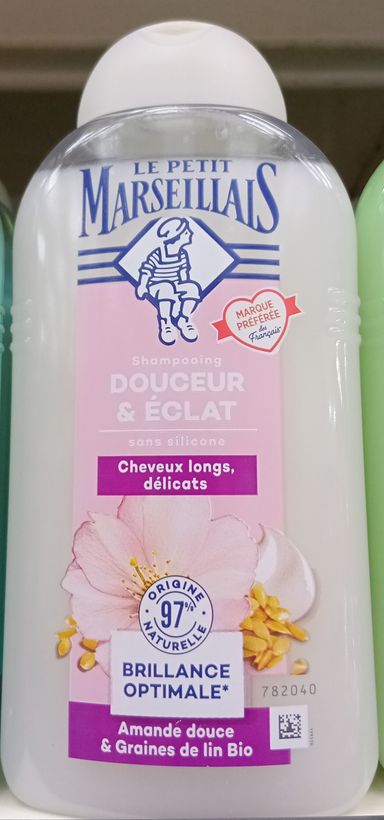 LE PETIT
MARSEILLAIS
MARQUE
PRÉFÉRÉE
des
Français
Shampooing
DOUCEUR
& ÉCLAT
sans silicone
Cheveux longs,
délicats
ORIGINE
97%
NATURELLE
BRILLANCE
OPTIMALE*
782040
Amande douce
& Graines de lin Bio